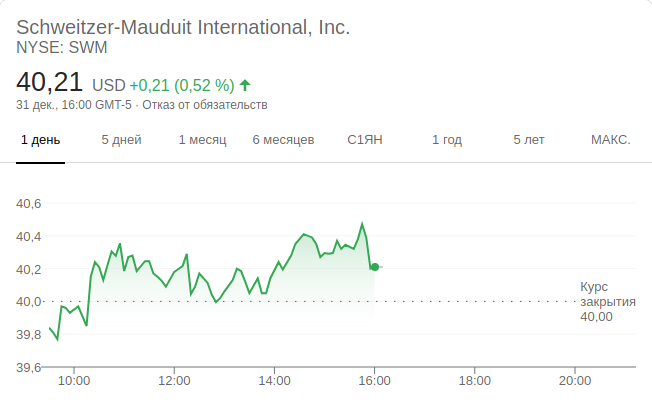 Schweitzer-Mauduit International, Inc.
NYSE: SWM
40,21 USD +0,21 (0,52 %)
31 дек., 16:00 GMT-5 · Отказ от обязательств
1 день 5 дней 1 месяц 6 месяцев С1ЯН 1 год 5 лет МАКС.
40,6
40,4
40,2
40,0
39,8
39,6
Курс
закрытия
40,00
10:00 12:00 14:00 16:00 18:00 20:00